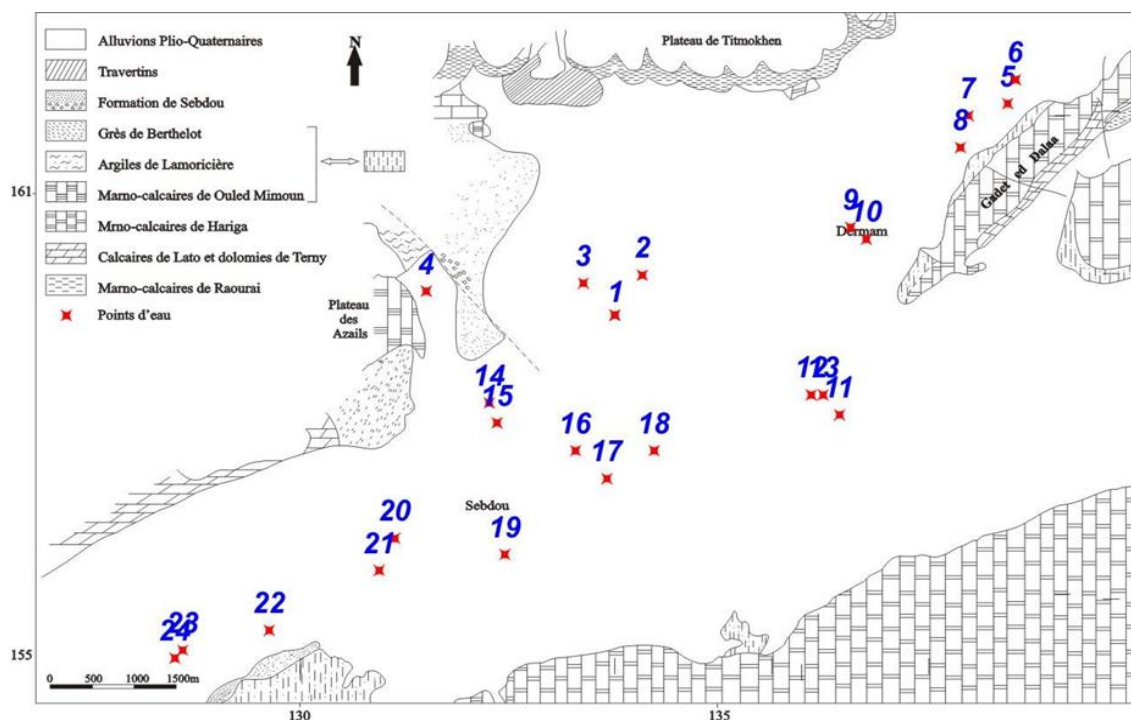 Alluvions Plio-Quaternaires
Travertins
Formation de Sebdou
Grès de Berthelot
Argiles de Lamoricière
Marno-calcaires de Ouled Mimoun
Mrno-calcaires de Hariga
Calcaires de Lato et dolomies de Terny
Marno-calcaires de Raourai
Points d'eau
N
Plateau de Titmokhen
6
5
7
8
Gadet ed Dalaa
161
9
10
Dermam
2
3
4
1
Plateau
des
Azails
14
15
13
11
16
18
17
Sebdou
20
19
21
22
23
24
155
0 500 1000 1500m
130
135